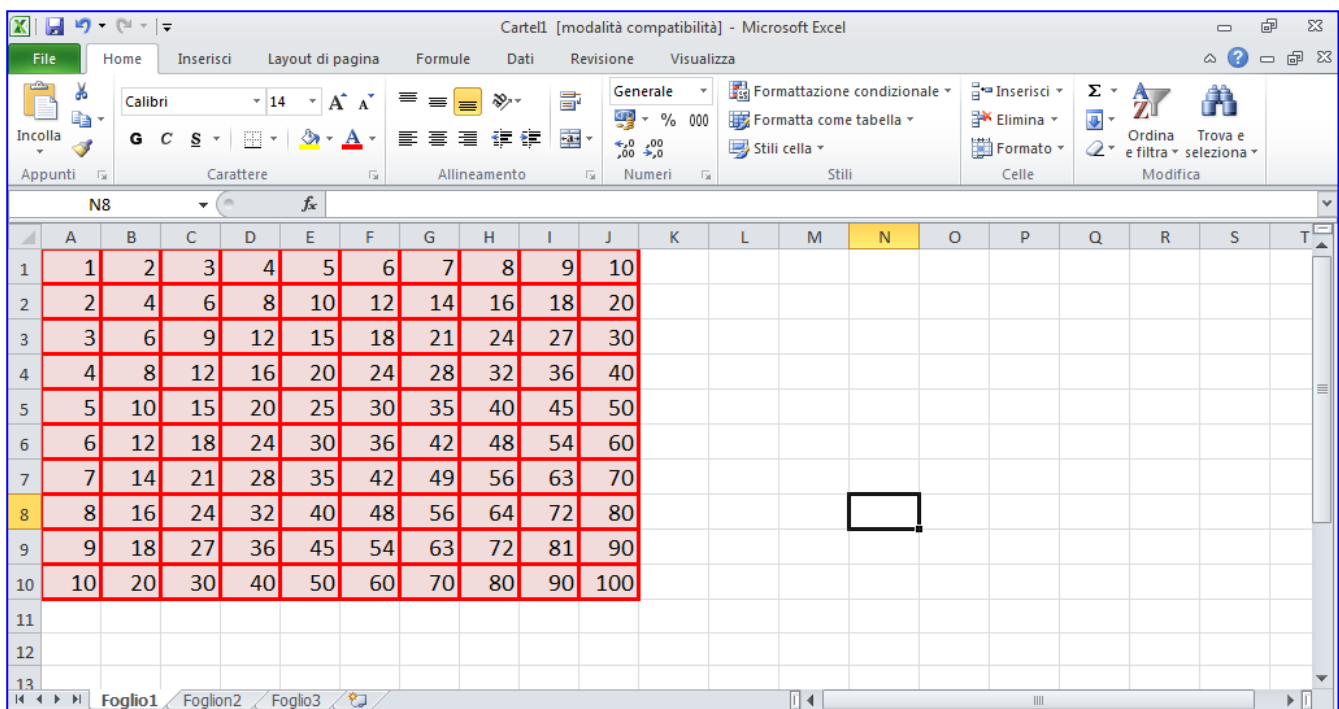 Cartel1 [modalità compatibilità] - Microsoft Excel
File Home Inserisci Layout di pagina Formule Dati Revisione Visualizza
Calibri 14 Generale Formattazione condizionale Inserisci Σ
Incolla % 000 Formatta come tabella Elimina Ordina e filtra Trova e seleziona
G C S A ,00 ,0 Stili cella Formato
Appunti Carattere Allineamento Numeri Stili Celle Modifica
N8 fx
A B C D E F G H I J K L M N O P Q R S T
1 1 2 3 4 5 6 7 8 9 10
2 2 4 6 8 10 12 14 16 18 20
3 3 6 9 12 15 18 21 24 27 30
4 4 8 12 16 20 24 28 32 36 40
5 5 10 15 20 25 30 35 40 45 50
6 6 12 18 24 30 36 42 48 54 60
7 7 14 21 28 35 42 49 56 63 70
8 8 16 24 32 40 48 56 64 72 80
9 9 18 27 36 45 54 63 72 81 90
10 10 20 30 40 50 60 70 80 90 100
11
12
13
Foglio1 Foglion2 Foglio3